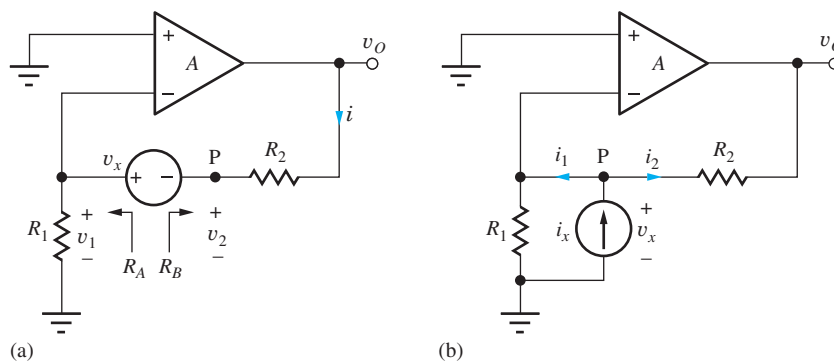 v_O
+
A
−
i
v_x + − P R_2
R_1 + v_1 − R_A R_B + v_2 −
(a)
v_O
+
A
−
i_1 P i_2 R_2
R_1 i_x + v_x −
(b)